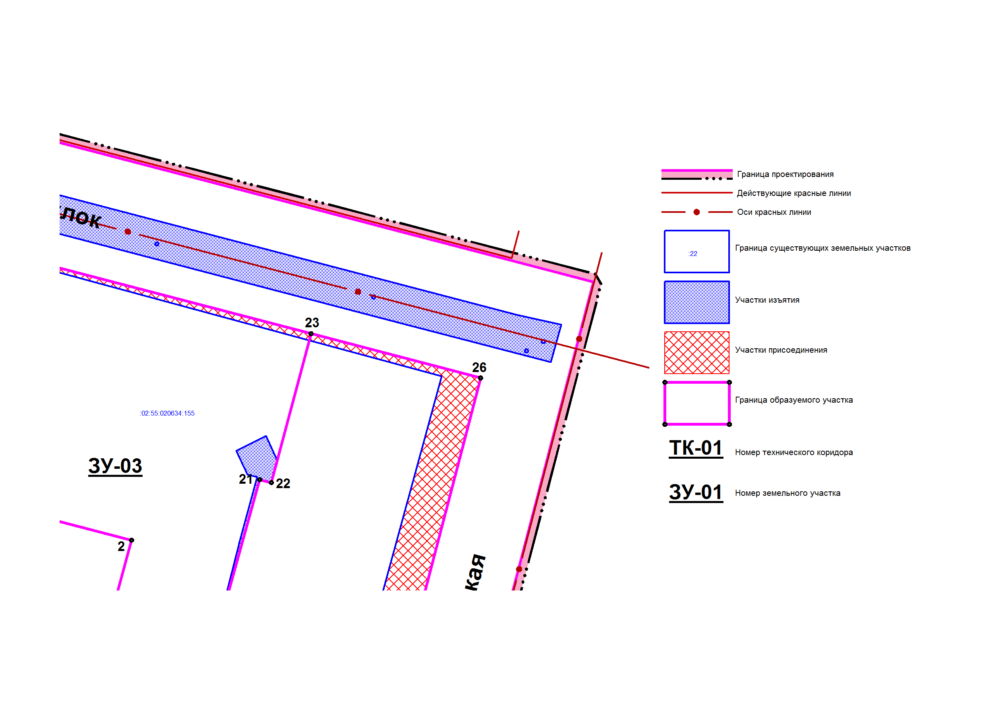 лок
23
26
:02:55:020634:155
ЗУ-03
21
22
2
кая
Граница проектирования
Действующие красные линии
Оси красных линии
:22
Граница существующих земельных участков
Участки изъятия
Участки присоединения
Граница образуемого участка
ТК-01
Номер технического коридора
ЗУ-01
Номер земельного участка